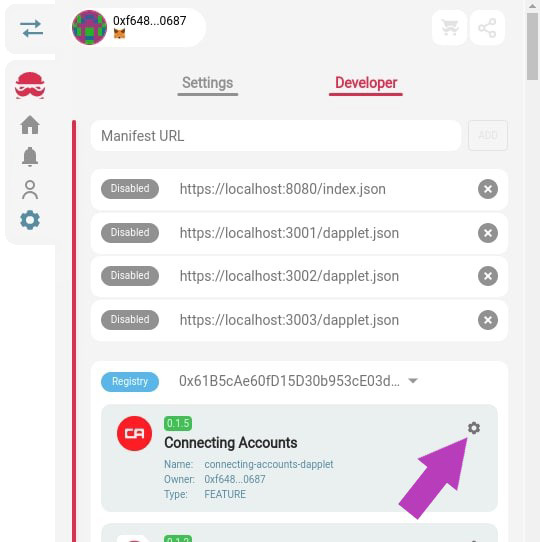 0xf648...0687
Settings
Developer
Manifest URL
ADD
Disabled https://localhost:8080/index.json
Disabled https://localhost:3001/dapplet.json
Disabled https://localhost:3002/dapplet.json
Disabled https://localhost:3003/dapplet.json
Registry 0x61B5cAe60fD15D30b953cE03d...
CA
0.1.5
Connecting Accounts
Name: connecting-accounts-dapplet
Owner: 0xf648...0687
Type: FEATURE